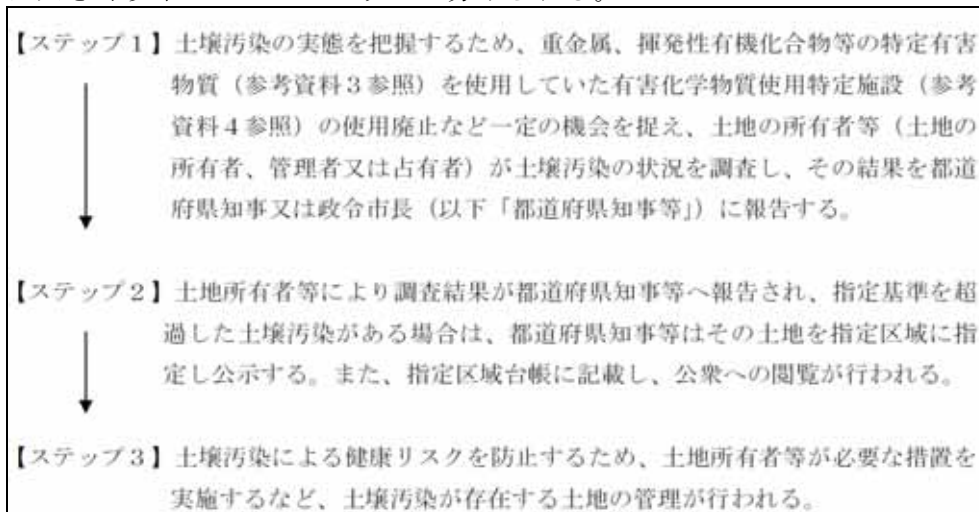 【ステップ1】土壌汚染の実態を把握するため、重金属、揮発性有機化合物等の特定有害
物質（参考資料3参照）を使用していた有害化学物質使用特定施設（参考
資料4参照）の使用廃止など一定の機会を捉え、土地の所有者等（土地の
所有者、管理者又は占有者）が土壌汚染の状況を調査し、その結果を都道
府県知事又は政令市長（以下「都道府県知事等」）に報告する。
【ステップ2】土地所有者等により調査結果が都道府県知事等へ報告され、指定基準を超
過した土壌汚染がある場合は、都道府県知事等はその土地を指定区域に指
定し公示する。また、指定区域台帳に記載し、公衆への閲覧が行われる。
【ステップ3】土壌汚染による健康リスクを防止するため、土地所有者等が必要な措置を
実施するなど、土壌汚染が存在する土地の管理が行われる。